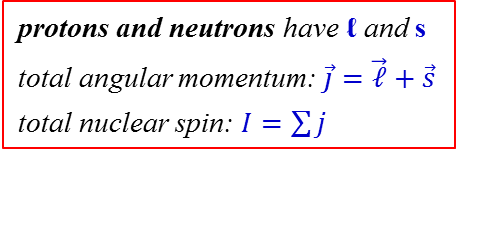 protons and neutrons have ℓ and s
total angular momentum: j⃗ = ℓ⃗ + s⃗
total nuclear spin: I = ∑ j